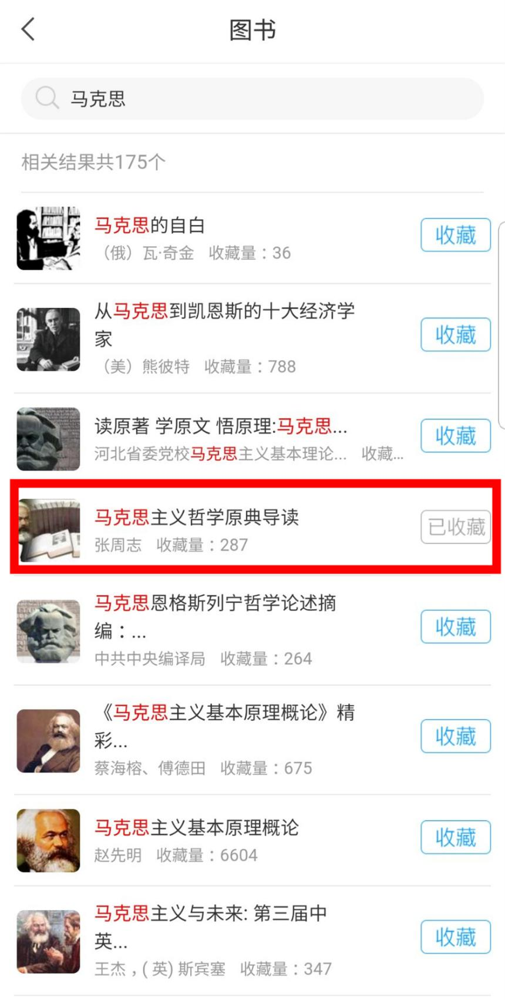 图书
马克思
相关结果共175个
马克思的自白
收藏
（俄）瓦·奇金 收藏量：36
从马克思到凯恩斯的十大经济学
家
收藏
（美）熊彼特 收藏量：788
读原著 学原文 悟原理:马克思...
收藏
河北省委党校马克思主义基本理论... 收藏...
马克思主义哲学原典导读
已收藏
张周志 收藏量：287
马克思恩格斯列宁哲学论述摘
编：...
收藏
中共中央编译局 收藏量：264
《马克思主义基本原理概论》精
彩...
收藏
蔡海榕、傅德田 收藏量：675
马克思主义基本原理概论
收藏
赵先明 收藏量：6604
马克思主义与未来: 第三届中
英...
收藏
王杰，( 英) 斯宾塞 收藏量：347